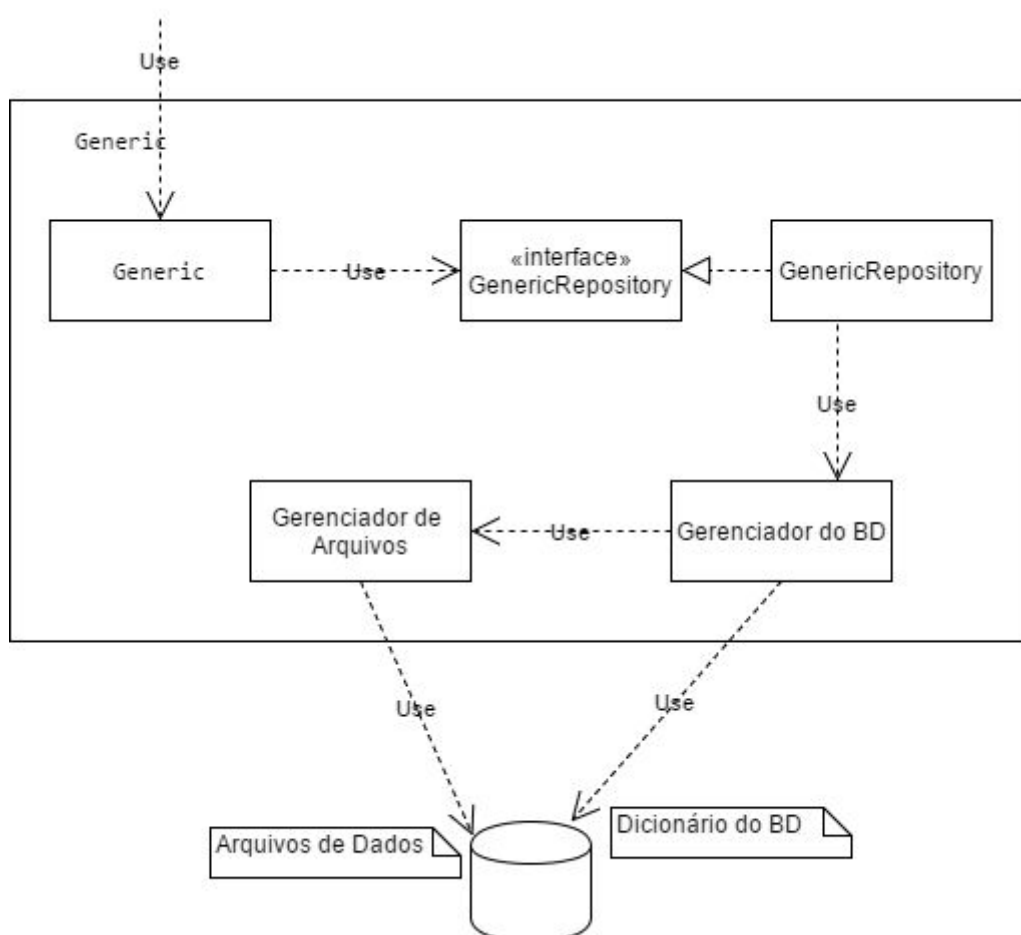 Use
Generic
Generic
Use
«interface»
GenericRepository
GenericRepository
Use
Gerenciador de
Arquivos
Use
Gerenciador do BD
Use
Use
Arquivos de Dados
Dicionário do BD